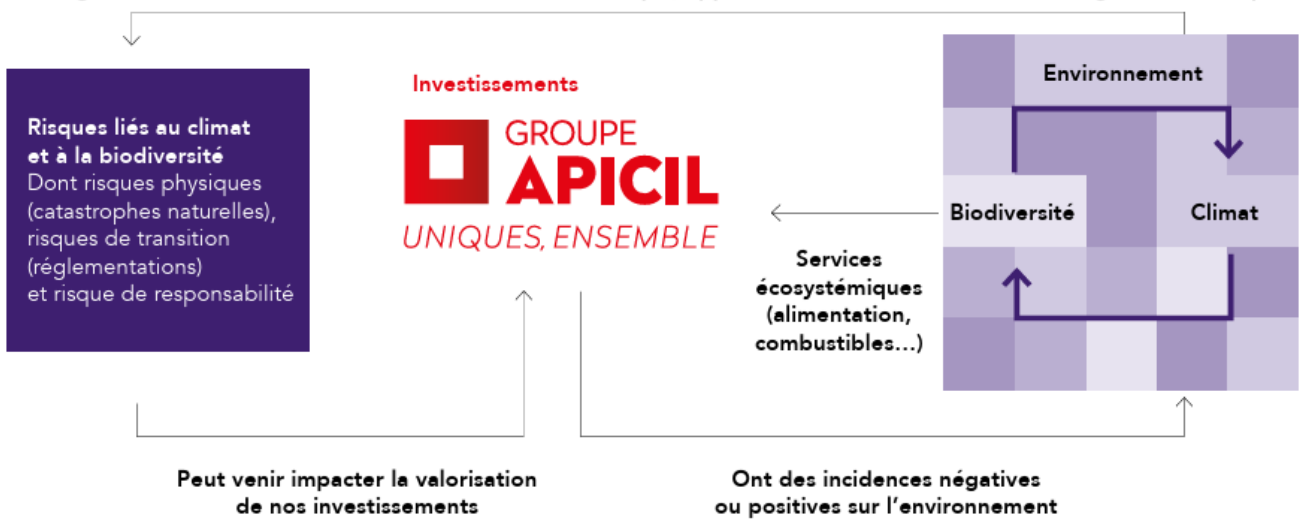 Risques liés au climat
et à la biodiversité
Dont risques physiques
(catastrophes naturelles),
risques de transition
(réglementations)
et risque de responsabilité
Investissements
GROUPE
APICIL
UNIQUES, ENSEMBLE
Environnement
Biodiversité
Climat
Services
écosystémiques
(alimentation,
combustibles...)
Peut venir impacter la valorisation
de nos investissements
Ont des incidences négatives
ou positives sur l'environnement